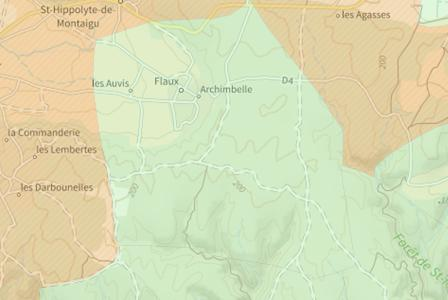 St-Hippolyte-de-
Montaigu
les Agasses
200
les Auvis
Flaux
Archimbelle
D4
la Commanderie
les Lembertes
les Darbounelles
200
200
Forêt de St-